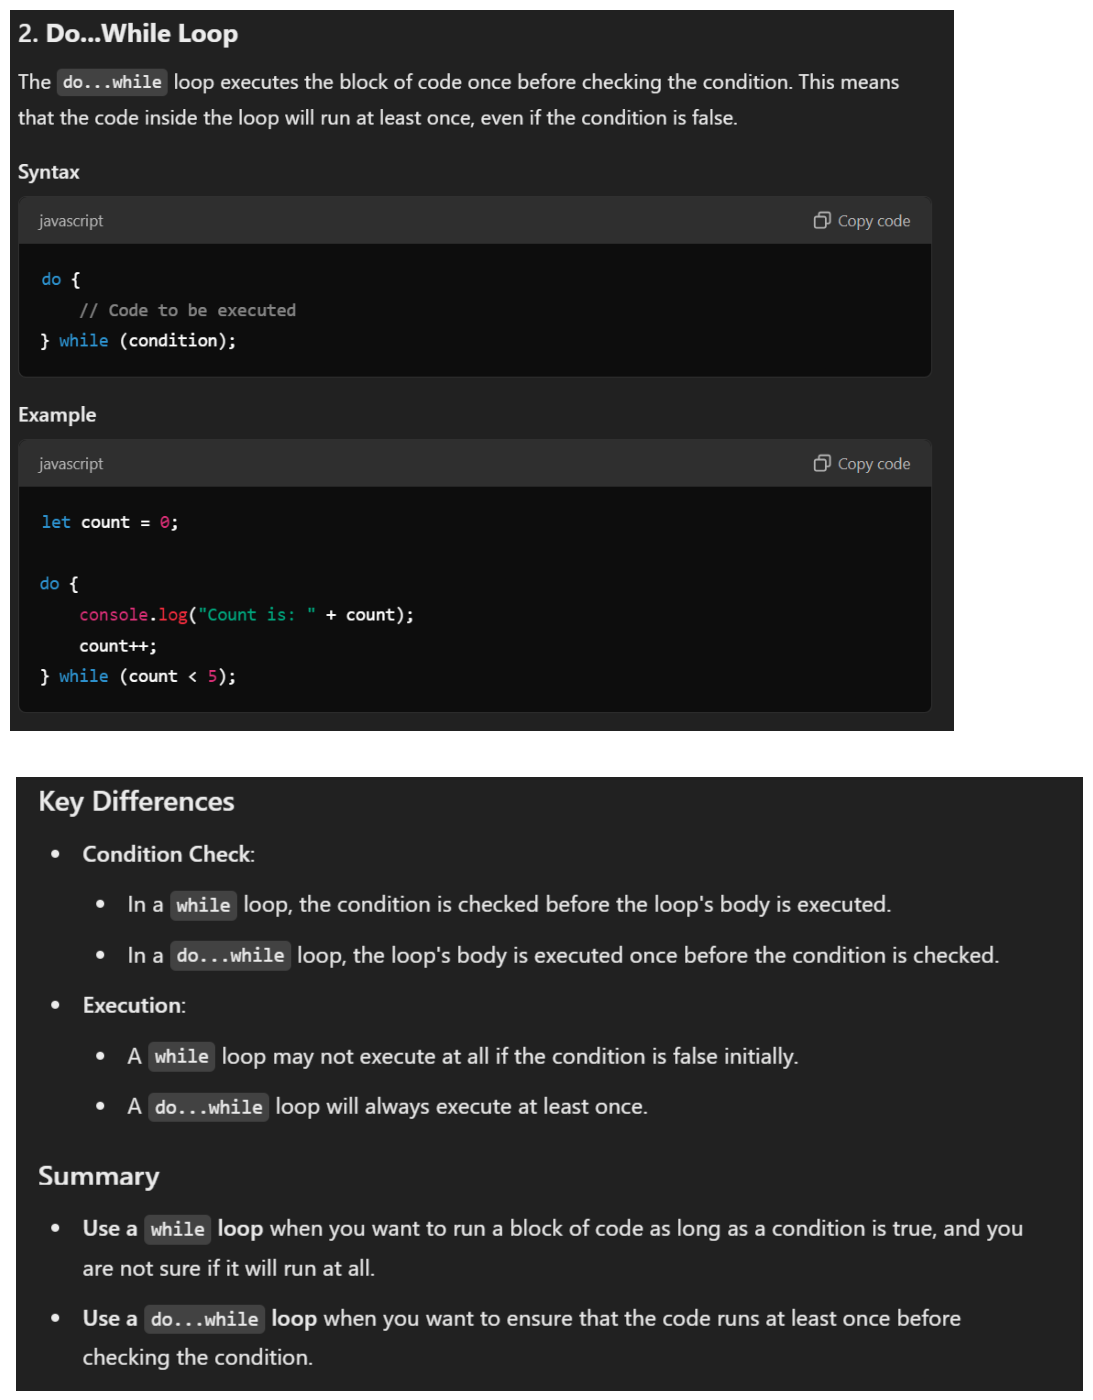 2. Do...While Loop
The do...while loop executes the block of code once before checking the condition. This means
that the code inside the loop will run at least once, even if the condition is false.
Syntax
javascript Copy code
do {
    // Code to be executed
} while (condition);
Example
javascript Copy code
let count = 0;
do {
    console.log("Count is: " + count);
    count++;
} while (count < 5);
Key Differences
• Condition Check:
• In a while loop, the condition is checked before the loop's body is executed.
• In a do...while loop, the loop's body is executed once before the condition is checked.
• Execution:
• A while loop may not execute at all if the condition is false initially.
• A do...while loop will always execute at least once.
Summary
• Use a while loop when you want to run a block of code as long as a condition is true, and you
are not sure if it will run at all.
• Use a do...while loop when you want to ensure that the code runs at least once before
checking the condition.